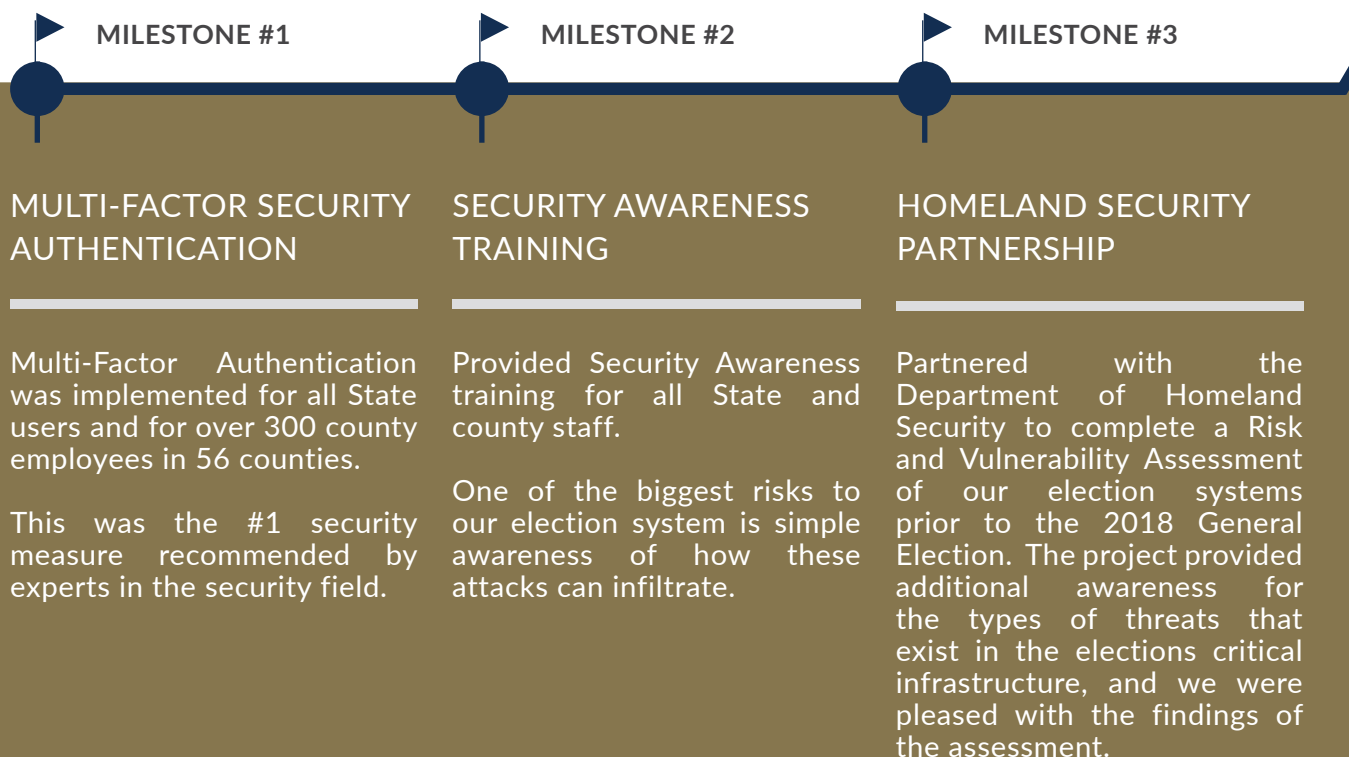 MILESTONE #1
MULTI-FACTOR SECURITY
AUTHENTICATION
Multi-Factor Authentication
was implemented for all State
users and for over 300 county
employees in 56 counties.
This was the #1 security
measure recommended by
experts in the security field.
MILESTONE #2
SECURITY AWARENESS
TRAINING
Provided Security Awareness
training for all State and
county staff.
One of the biggest risks to
our election system is simple
awareness of how these
attacks can infiltrate.
MILESTONE #3
HOMELAND SECURITY
PARTNERSHIP
Partnered with the
Department of Homeland
Security to complete a Risk
and Vulnerability Assessment
of our election systems
prior to the 2018 General
Election. The project provided
additional awareness for
the types of threats that
exist in the elections critical
infrastructure, and we were
pleased with the findings of
the assessment.